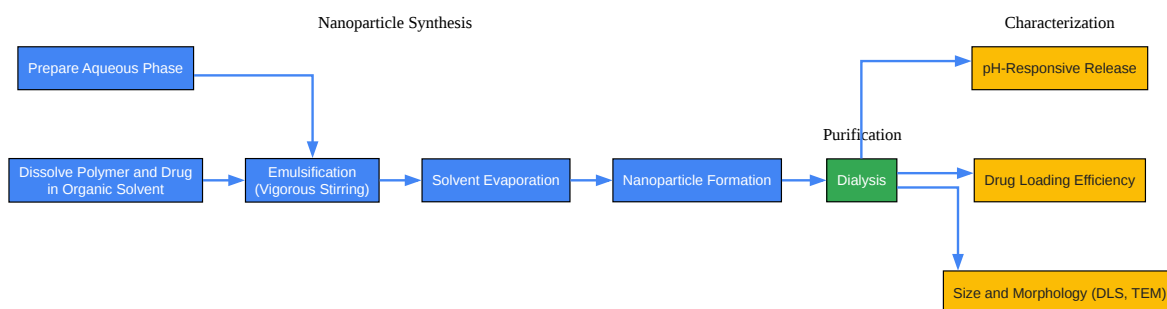 Nanoparticle Synthesis
Characterization
Prepare Aqueous Phase
pH-Responsive Release
Purification
Dissolve Polymer and Drug
in Organic Solvent
Emulsification
(Vigorous Stirring)
Solvent Evaporation
Nanoparticle Formation
Dialysis
Drug Loading Efficiency
Size and Morphology (DLS, TEM)